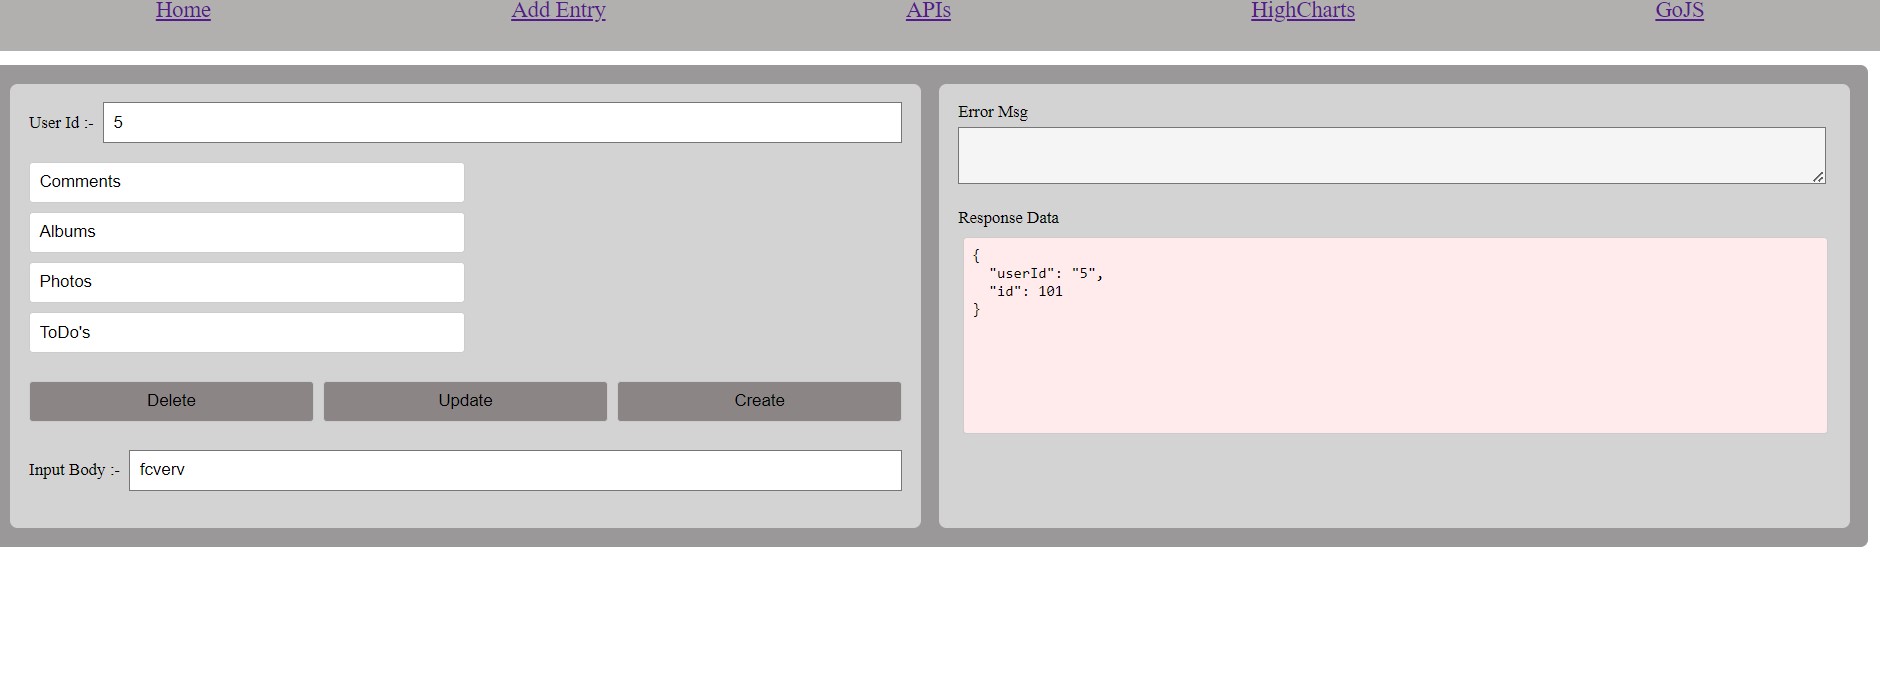 Home Add Entry APIs HighCharts GoJS
User Id :- 5
Comments
Albums
Photos
ToDo's
Delete Update Create
Input Body :- fcverv
Error Msg
Response Data
{
  "userId": "5",
  "id": 101
}